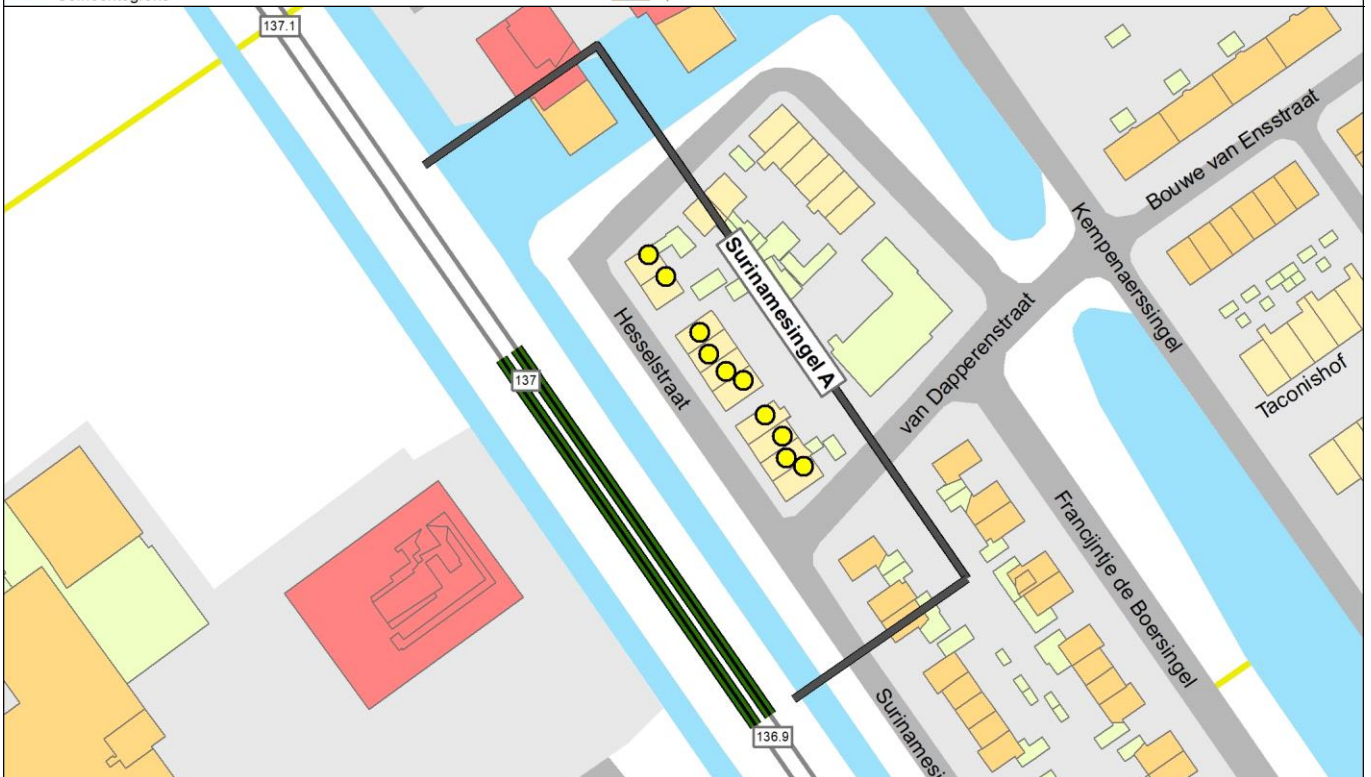 137.1
Bouwe van Ensstraat
Kempenaerssingel
Surinamesingel A
Hesselstraat
van Dapperenstraat
Taconishof
137
Francijntje de Boersingel
136.9